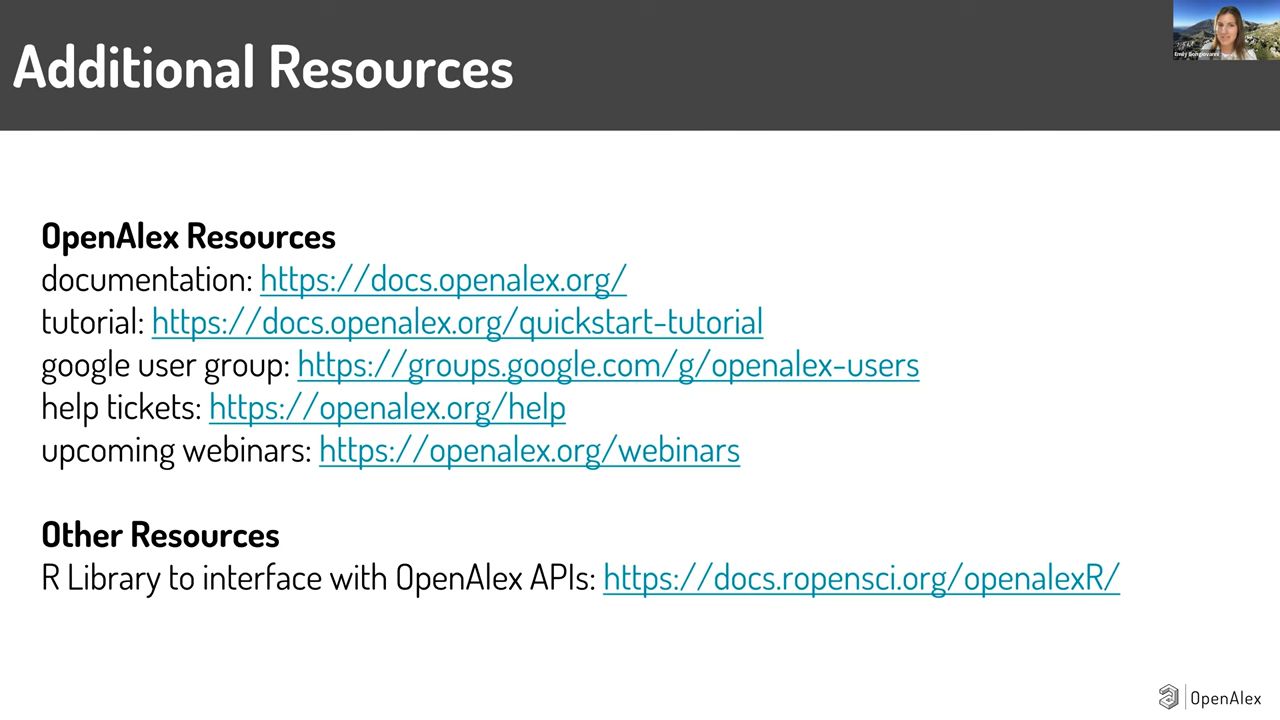 Additional Resources
OpenAlex Resources
documentation: https://docs.openalex.org/
tutorial: https://docs.openalex.org/quickstart-tutorial
google user group: https://groups.google.com/g/openalex-users
help tickets: https://openalex.org/help
upcoming webinars: https://openalex.org/webinars
Other Resources
R Library to interface with OpenAlex APIs: https://docs.ropensci.org/openalexR/
OpenAlex